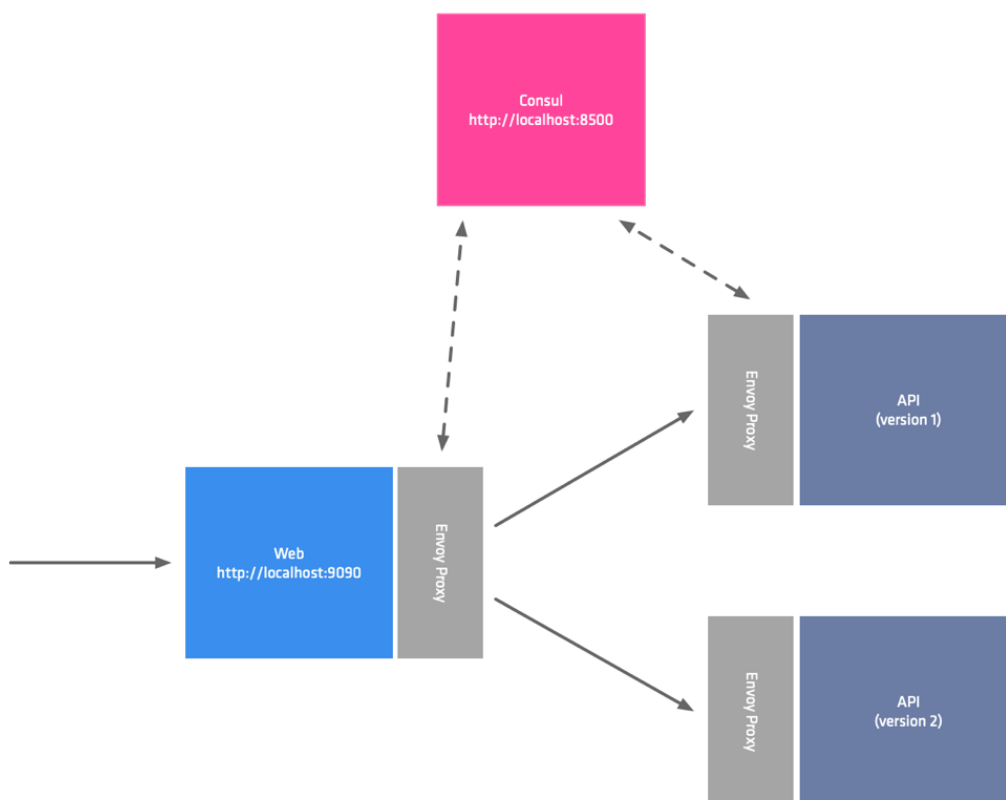 Consul
http://localhost:8500
Envoy Proxy
API
(version 1)
Web
http://localhost:9090
Envoy Proxy
Envoy Proxy
API
(version 2)